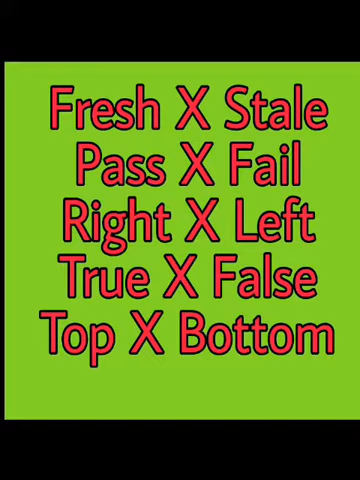 Fresh X Stale
Pass X Fail
Right X Left
True X False
Top X Bottom